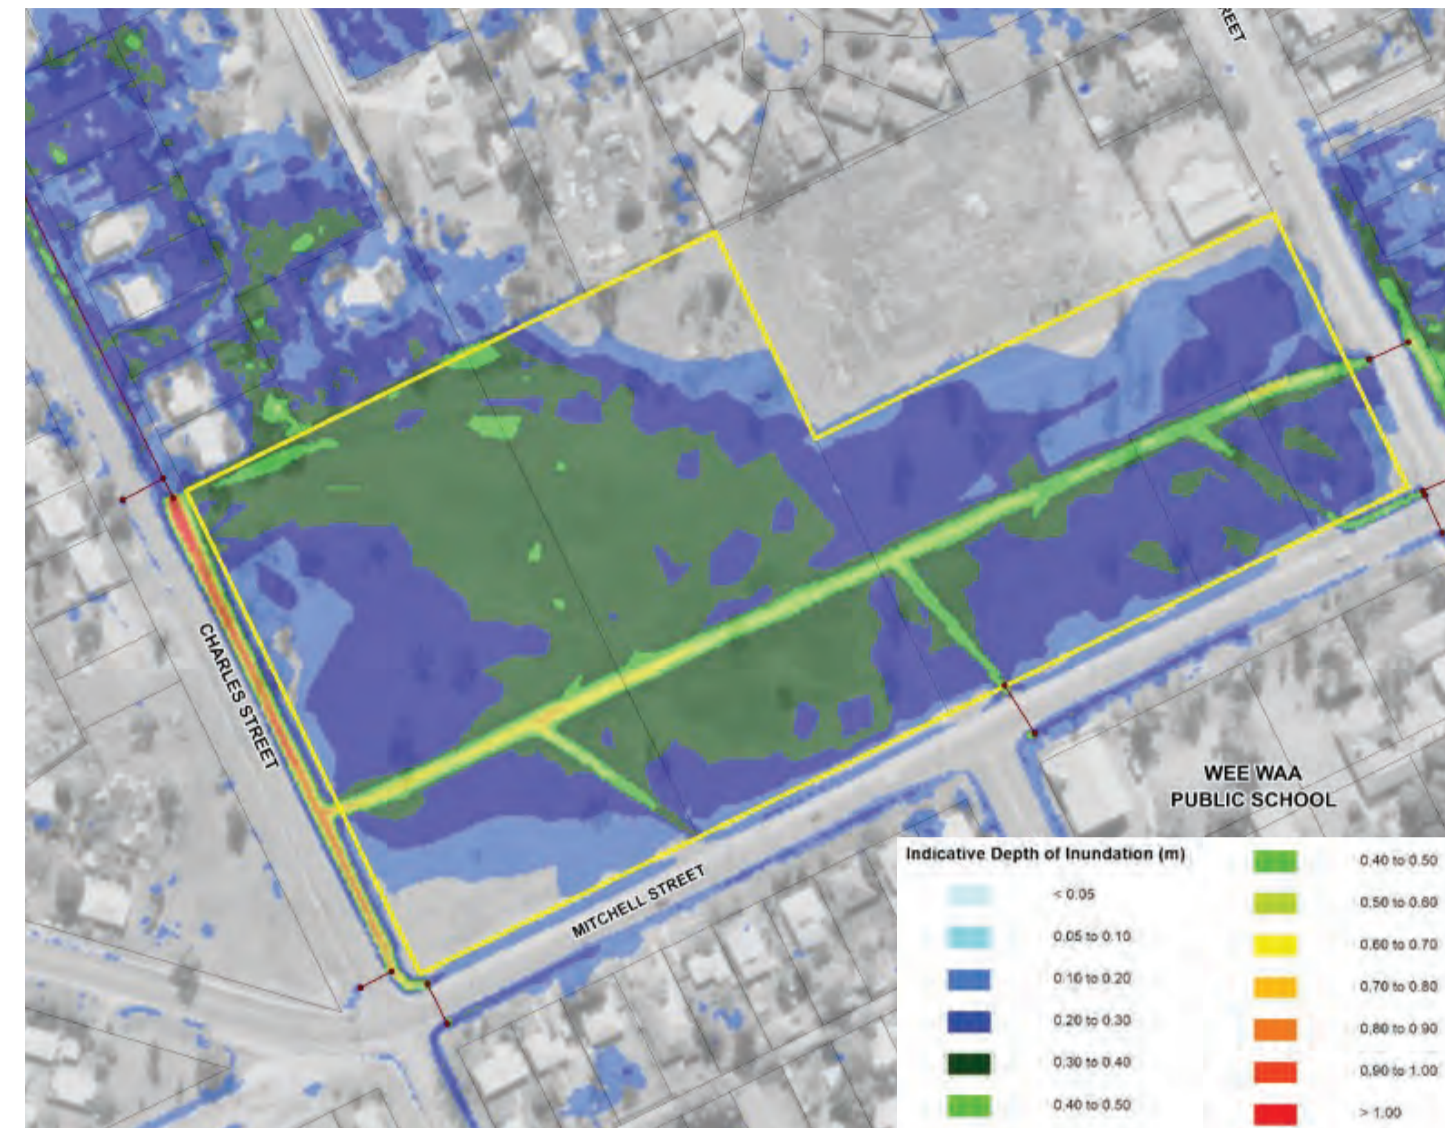 REET
CHARLES STREET
MITCHELL STREET
WEE WAA
PUBLIC SCHOOL
Indicative Depth of Inundation (m)
< 0.05
0.05 to 0.10
0.10 to 0.20
0.20 to 0.30
0.30 to 0.40
0.40 to 0.50
0.40 to 0.50
0.50 to 0.60
0.60 to 0.70
0.70 to 0.80
0.80 to 0.90
0.90 to 1.00
> 1.00